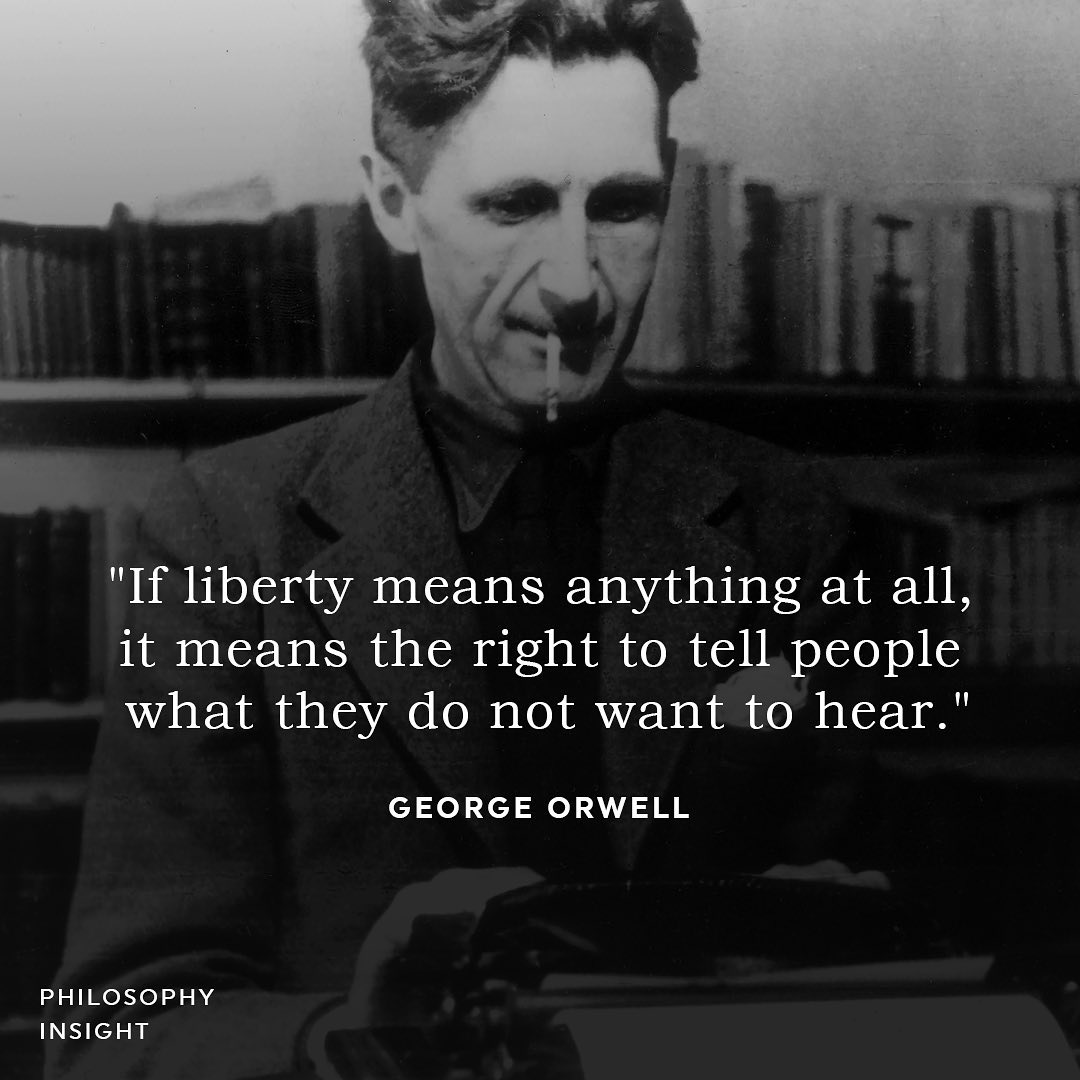 "If liberty means anything at all,
it means the right to tell people
what they do not want to hear."
GEORGE ORWELL
PHILOSOPHY
INSIGHT